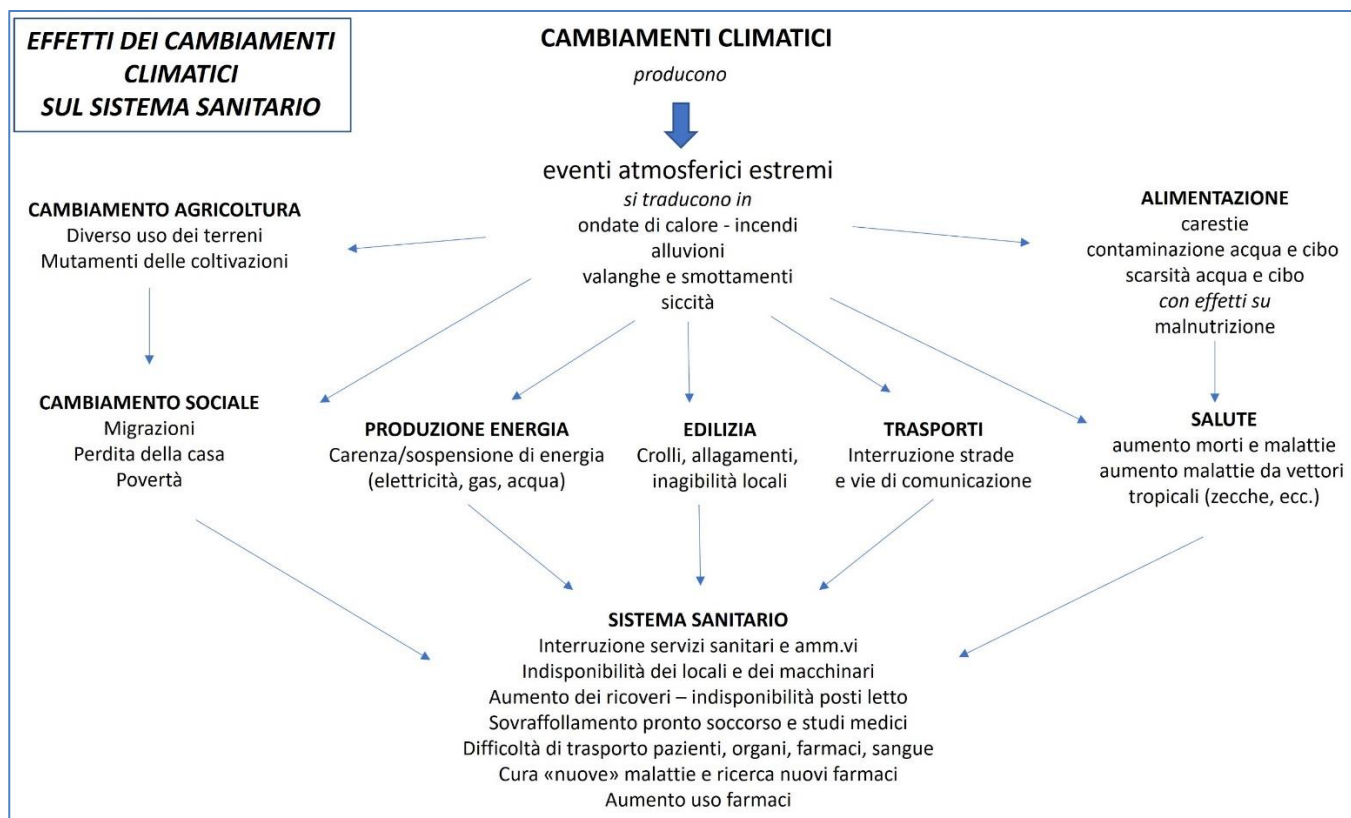 EFFETTI DEI CAMBIAMENTI
CLIMATICI
SUL SISTEMA SANITARIO
CAMBIAMENTI CLIMATICI
producono
eventi atmosferici estremi
si traducono in
ondate di calore - incendi
alluvioni
valanghe e smottamenti
siccità
CAMBIAMENTO AGRICOLTURA
Diverso uso dei terreni
Mutamenti delle coltivazioni
ALIMENTAZIONE
carestie
contaminazione acqua e cibo
scarsità acqua e cibo
con effetti su
malnutrizione
CAMBIAMENTO SOCIALE
Migrazioni
Perdita della casa
Povertà
PRODUZIONE ENERGIA
Carenza/sospensione di energia
(elettricità, gas, acqua)
EDILIZIA
Crolli, allagamenti,
inagibilità locali
TRASPORTI
Interruzione strade
e vie di comunicazione
SALUTE
aumento morti e malattie
aumento malattie da vettori
tropicali (zecche, ecc.)
SISTEMA SANITARIO
Interruzione servizi sanitari e amm.vi
Indisponibilità dei locali e dei macchinari
Aumento dei ricoveri – indisponibilità posti letto
Sovraffollamento pronto soccorso e studi medici
Difficoltà di trasporto pazienti, organi, farmaci, sangue
Cura «nuove» malattie e ricerca nuovi farmaci
Aumento uso farmaci